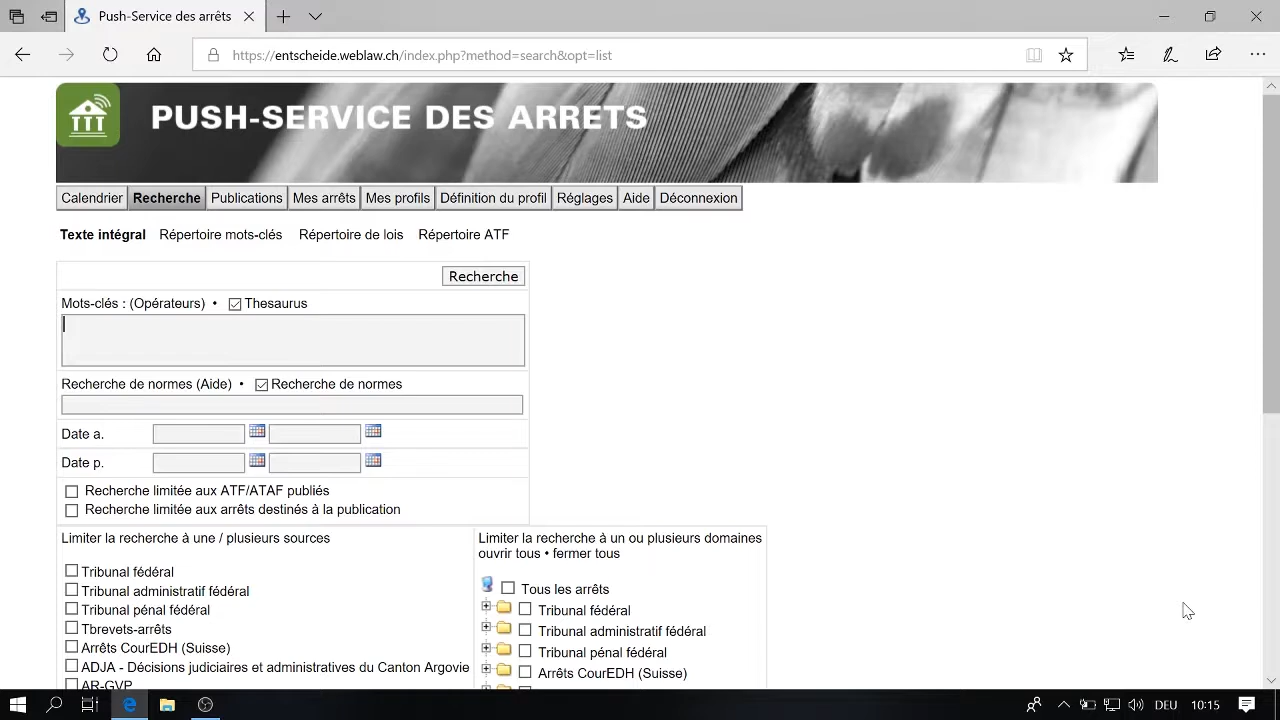 Push-Service des arrêts
https://entscheide.weblaw.ch/index.php?method=search&opt=list
PUSH-SERVICE DES ARRETS
Calendrier Recherche Publications Mes arrêts Mes profils Définition du profil Réglages Aide Déconnexion
Texte intégral Répertoire mots-clés Répertoire de lois Répertoire ATF
Recherche
Mots-clés : (Opérateurs) • Thesaurus
Recherche de normes (Aide) • Recherche de normes
Date a.
Date p.
Recherche limitée aux ATF/ATAF publiés
Recherche limitée aux arrêts destinés à la publication
Limiter la recherche à une / plusieurs sources
Tribunal fédéral
Tribunal administratif fédéral
Tribunal pénal fédéral
Tbrevets-arrêts
Arrêts CourEDH (Suisse)
ADJA - Décisions judiciaires et administratives du Canton Argovie
AR-GVP
Limiter la recherche à un ou plusieurs domaines
ouvrir tous • fermer tous
Tous les arrêts
Tribunal fédéral
Tribunal administratif fédéral
Tribunal pénal fédéral
Arrêts CourEDH (Suisse)
DEU 10:15